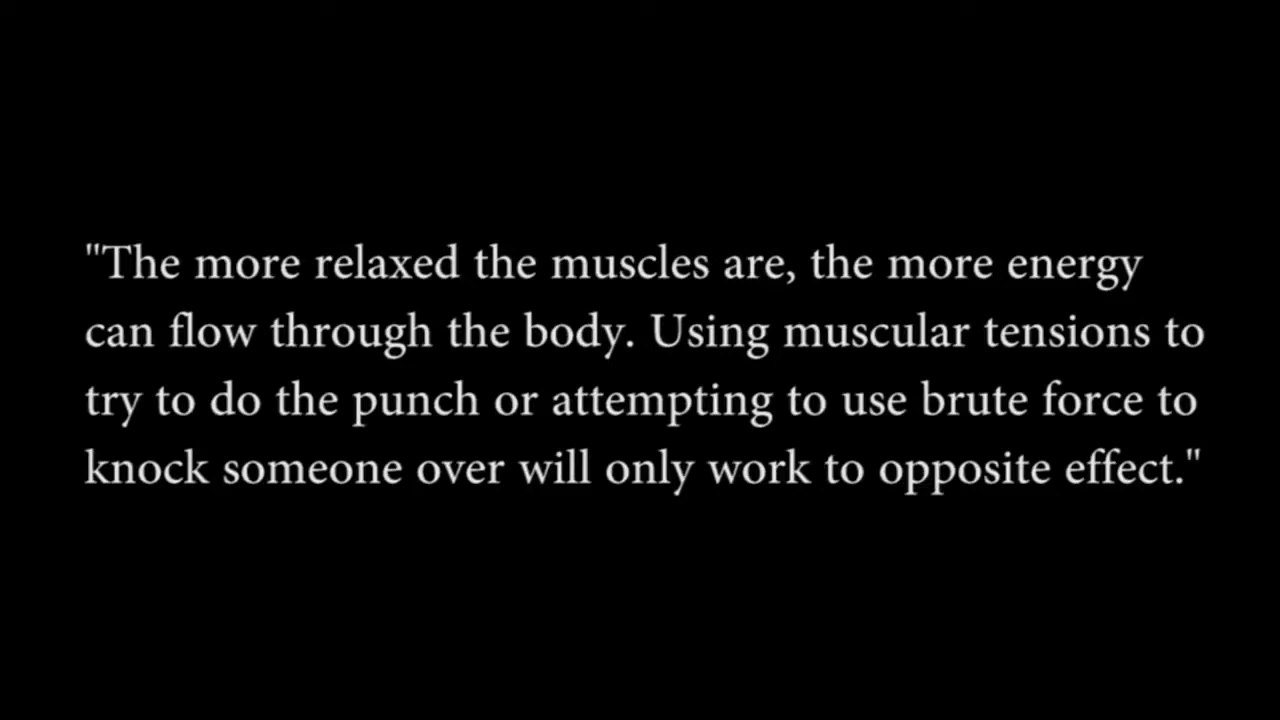 "The more relaxed the muscles are, the more energy
can flow through the body. Using muscular tensions to
try to do the punch or attempting to use brute force to
knock someone over will only work to opposite effect."